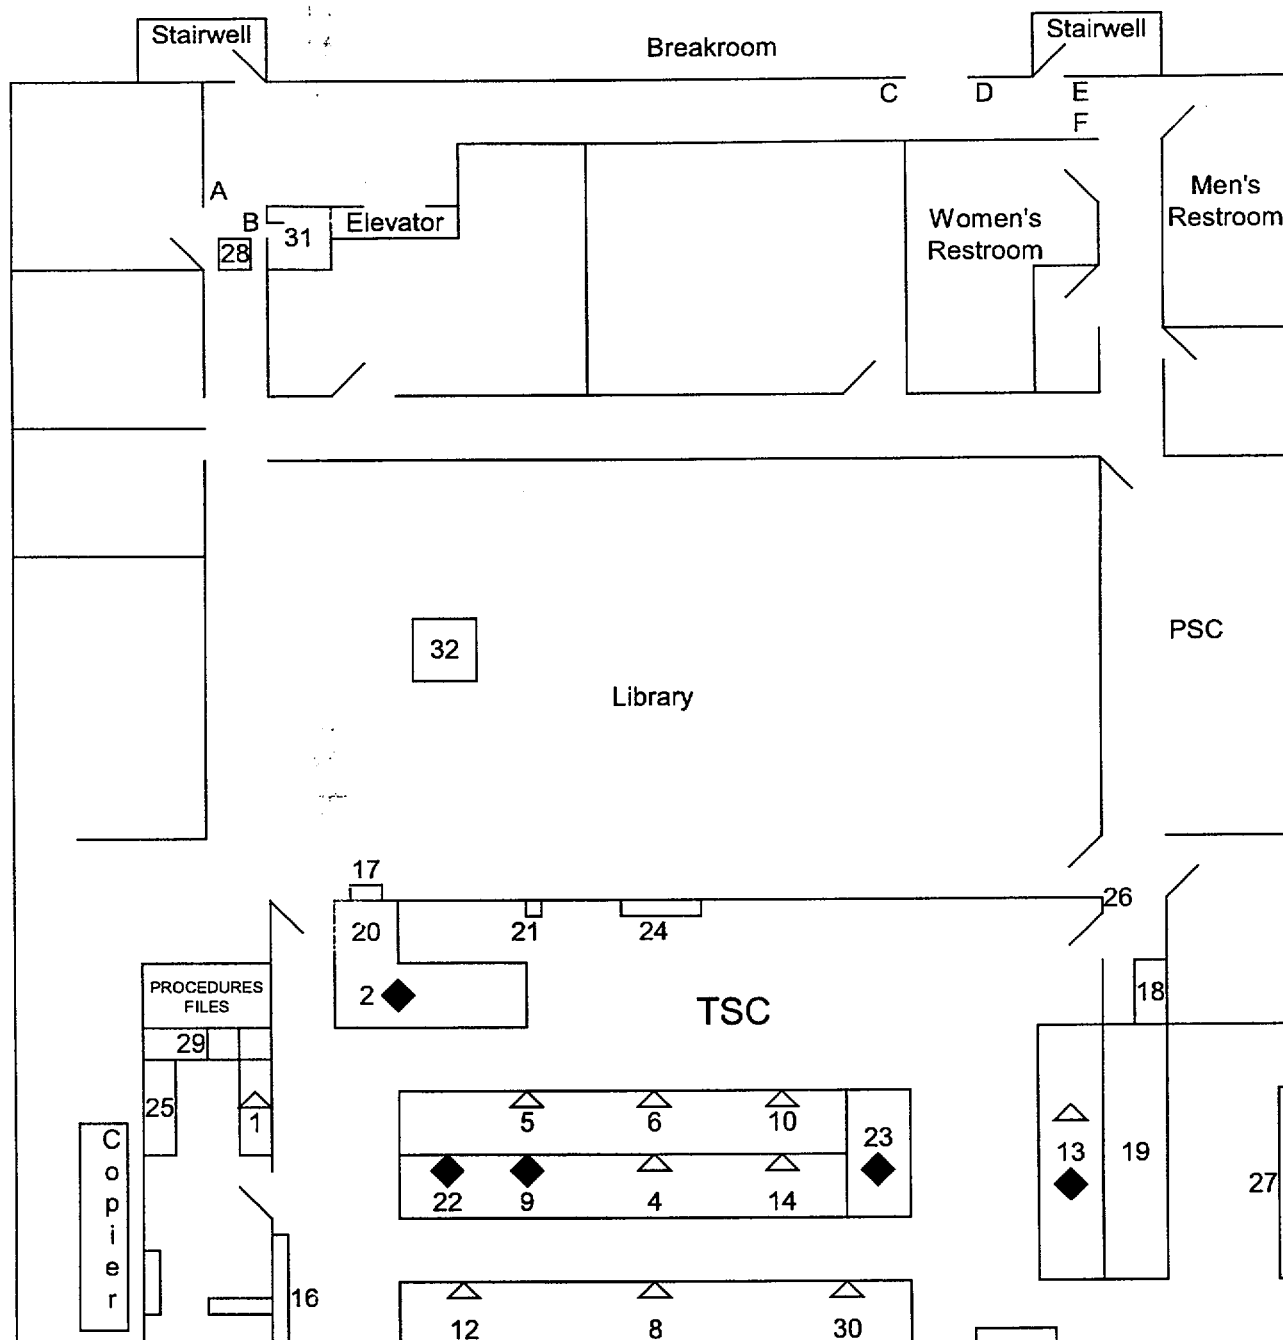 Stairwell
Stairwell
Breakroom
C
D
E
F
A
B
31
Elevator
28
Women's
Restroom
Men's
Restroom
32
PSC
Library
17
26
20
21
24
2
TSC
18
PROCEDURES
FILES
29
25
1
5
6
10
23
13
19
22
9
4
14
27
Copier
16
12
8
30